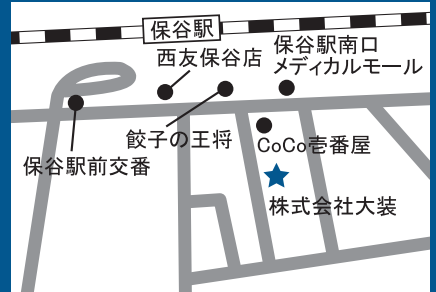 保谷駅
西友保谷店
保谷駅南口
メディカルモール
餃子の王将
CoCo壱番屋
保谷駅前交番
株式会社大装